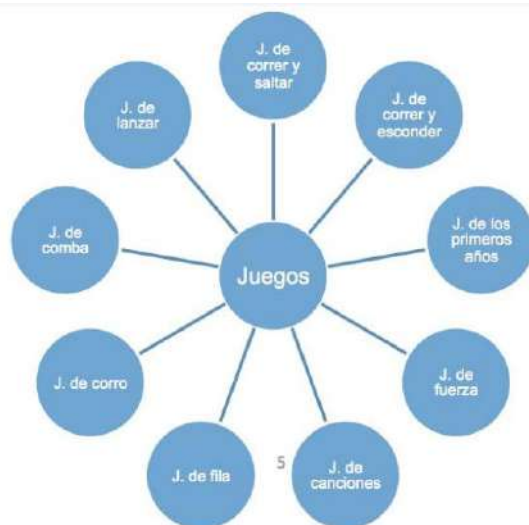 J. de
correr y
saltar
J. de
correr y
esconder
J. de los
primeros
años
J. de
fuerza
J. de
canciones
5
J. de fila
J. de corro
J. de
comba
J. de
lanzar
Juegos